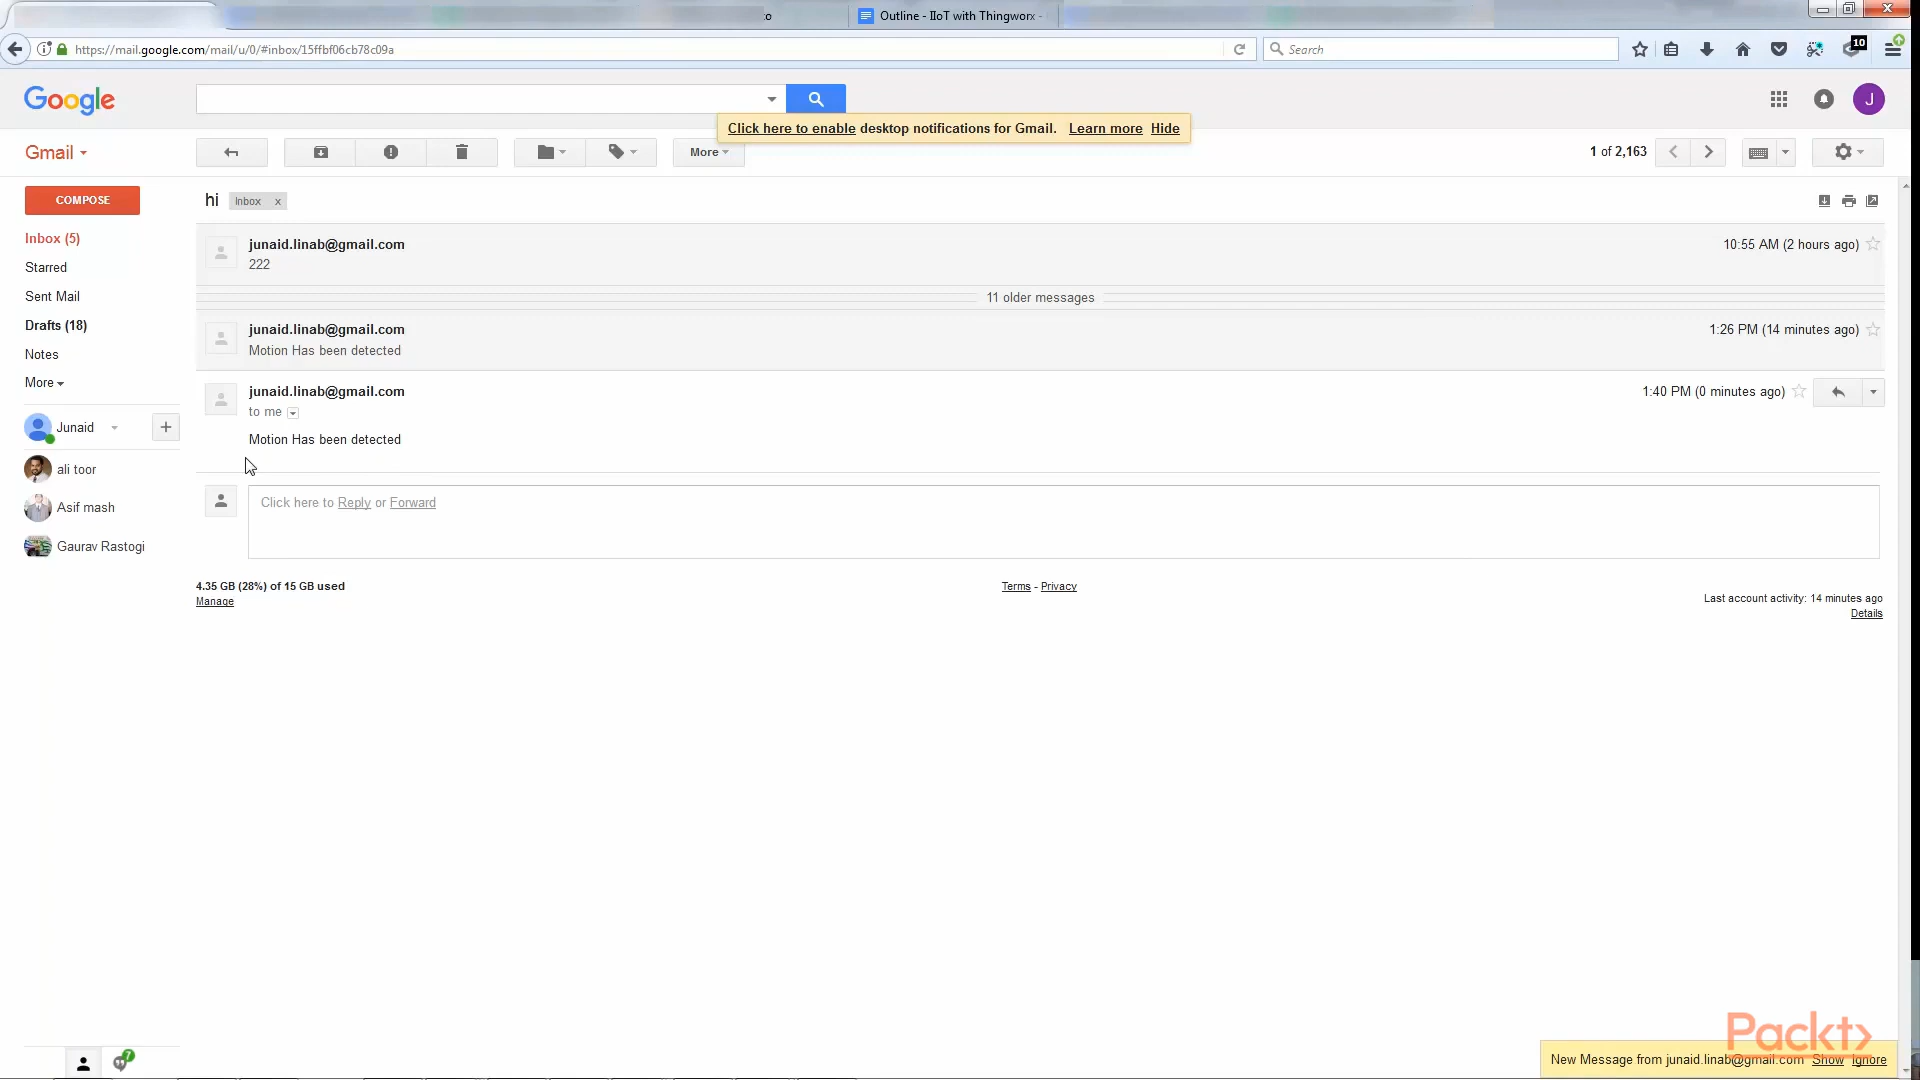 Outline - IIoT with Thingworx -
https://mail.google.com/mail/u/0/#inbox/15ffbf06cb78c09a
Search
10
Google
J
Click here to enable desktop notifications for Gmail. Learn more Hide
Gmail
More
1 of 2,163
COMPOSE
hi
Inbox x
Inbox (5)
Starred
Sent Mail
Drafts (18)
Notes
More
Junaid
ali toor
Asif mash
Gaurav Rastogi
junaid.linab@gmail.com
10:55 AM (2 hours ago)
222
11 older messages
junaid.linab@gmail.com
1:26 PM (14 minutes ago)
Motion Has been detected
junaid.linab@gmail.com
1:40 PM (0 minutes ago)
to me
Motion Has been detected
Click here to Reply or Forward
4.35 GB (28%) of 15 GB used
Manage
Terms - Privacy
Last account activity: 14 minutes ago
Details
7
Packt
New Message from junaid.linab@gmail.com Show Ignore